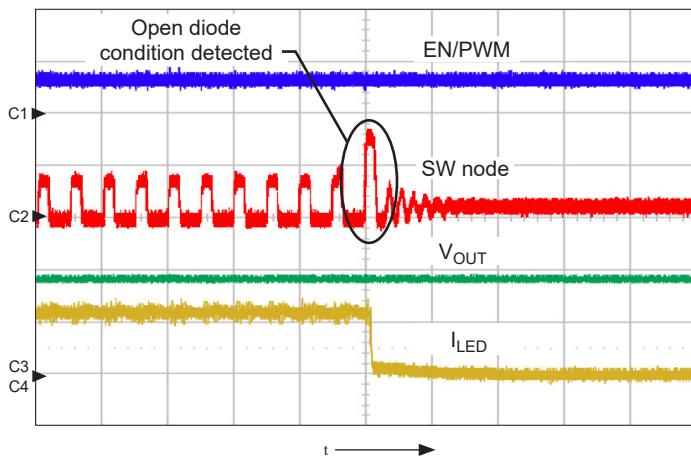 Open diode
condition detected
EN/PWM
C1
SW node
C2
VOUT
ILED
C3
C4
t